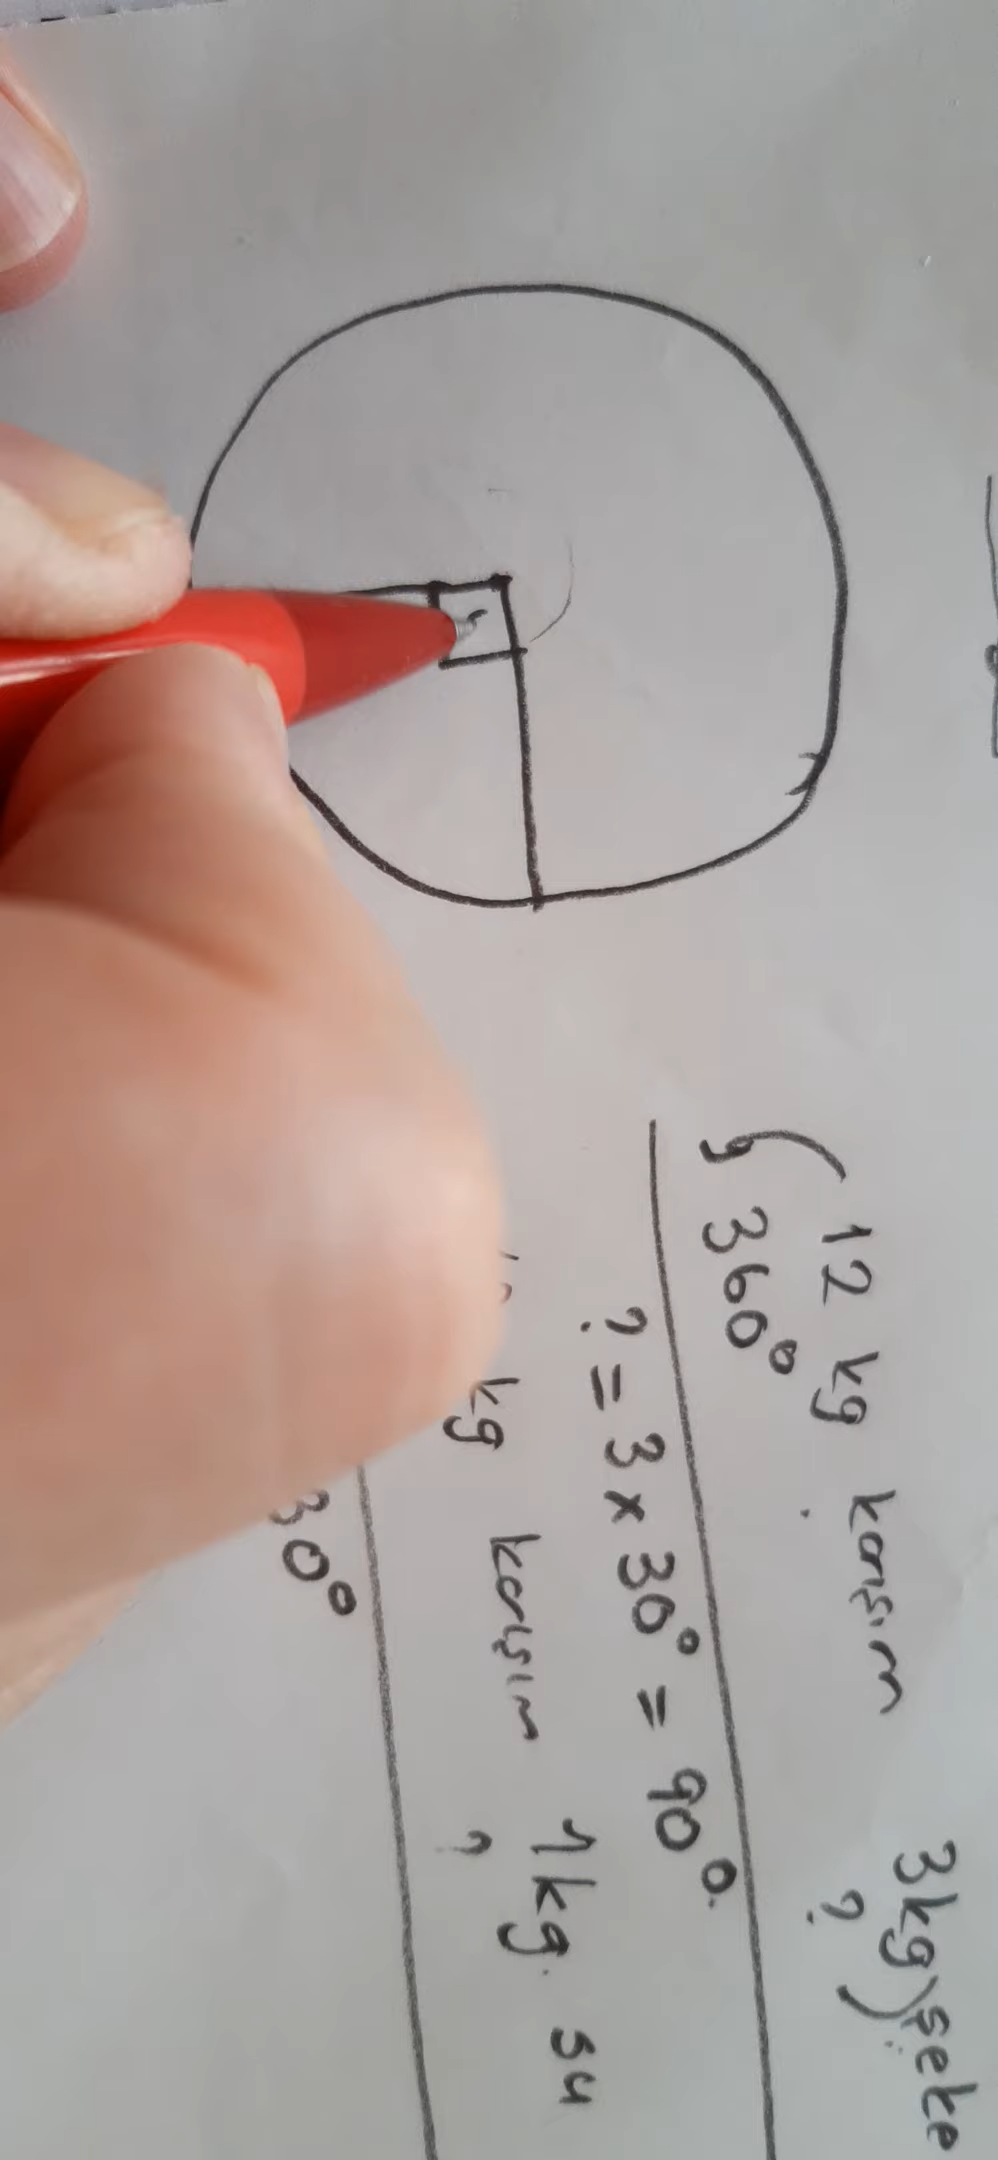 12 kg karışım 3kg) şeker
360° ?
? = 3 x 30° = 90°.
kg karışım 1kg. su
?
30°